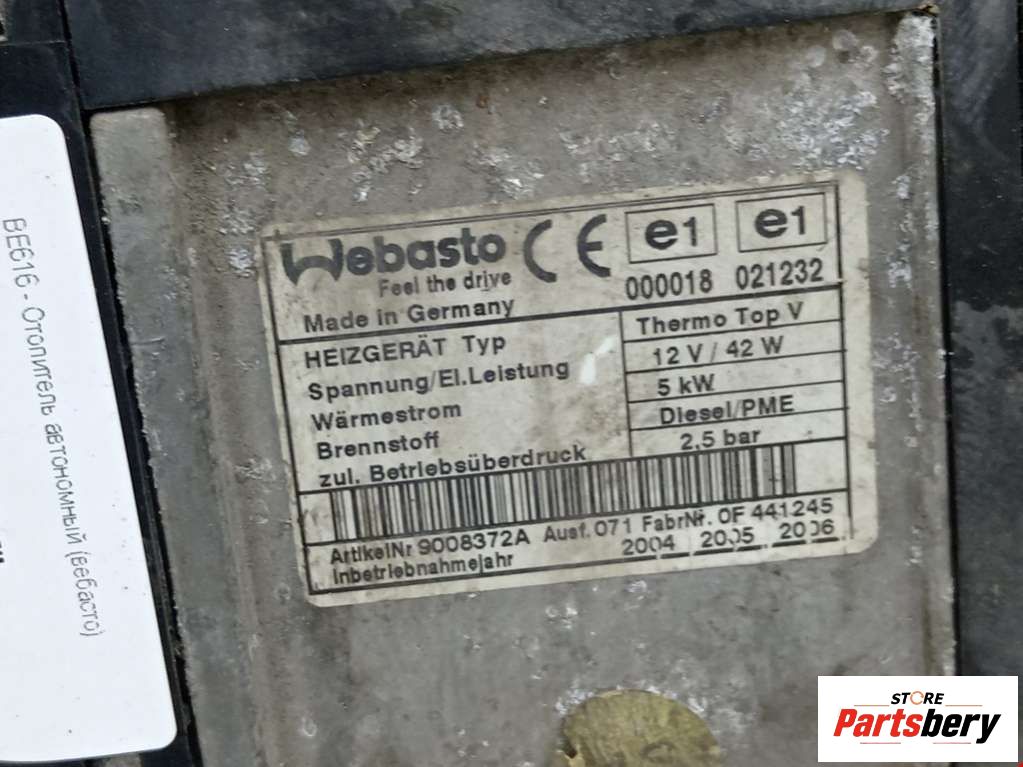 BE616 - Отопитель автономный (вебасто)
Webasto
Feel the drive
CE
e1
e1
000018
021232
Made in Germany
HEIZGERÄT Typ
Thermo Top V
Spannung/El.Leistung
12 V / 42 W
Wärmestrom
5 kW
Brennstoff
Diesel/PME
zul. Betriebsüberdruck
2,5 bar
ArtikelNr 9008372A Ausf. 071 FabrNr. 0F 441245
Inbetriebnahmejahr
2004 2005 2006
STORE
Partsbery